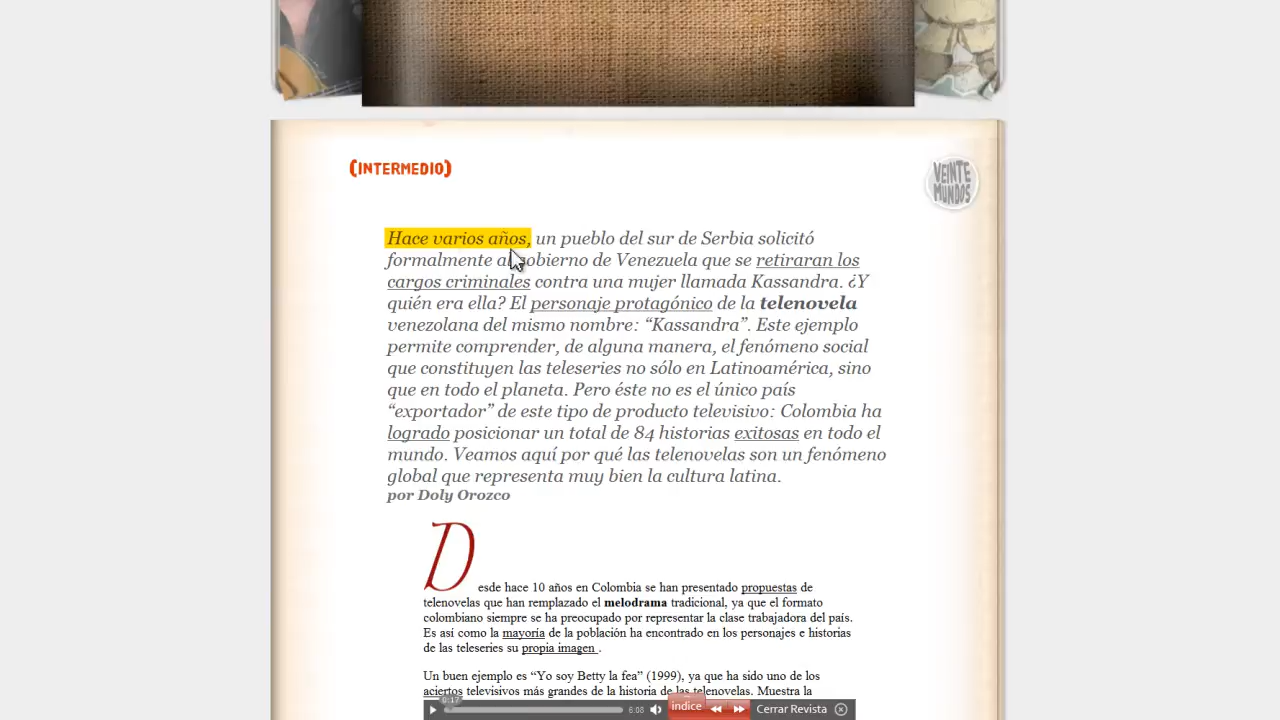 (INTERMEDIO)
VEINTE
MUNDOS
Hace varios años, un pueblo del sur de Serbia solicitó
formalmente al gobierno de Venezuela que se retiraran los
cargos criminales contra una mujer llamada Kassandra. ¿Y
quién era ella? El personaje protagónico de la telenovela
venezolana del mismo nombre: “Kassandra”. Este ejemplo
permite comprender, de alguna manera, el fenómeno social
que constituyen las teleseries no sólo en Latinoamérica, sino
que en todo el planeta. Pero éste no es el único país
“exportador” de este tipo de producto televisivo: Colombia ha
logrado posicionar un total de 84 historias exitosas en todo el
mundo. Veamos aquí por qué las telenovelas son un fenómeno
global que representa muy bien la cultura latina.
por Doly Orozco
Desde hace 10 años en Colombia se han presentado propuestas de
telenovelas que han remplazado el melodrama tradicional, ya que el formato
colombiano siempre se ha preocupado por representar la clase trabajadora del país.
Es así como la mayoría de la población ha encontrado en los personajes e historias
de las teleseries su propia imagen .
Un buen ejemplo es “Yo soy Betty la fea” (1999), ya que ha sido uno de los
aciertos televisivos más grandes de la historia de las telenovelas. Muestra la
0:17
6:08
índice
Cerrar Revista